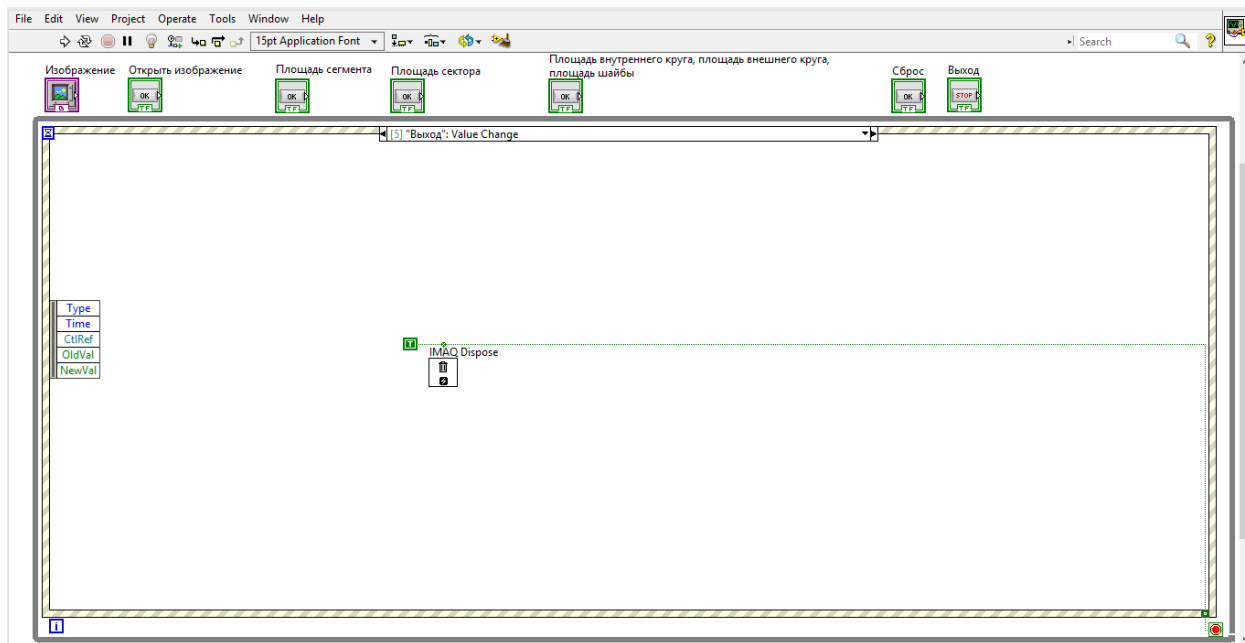 File Edit View Project Operate Tools Window Help
15pt Application Font
Search
Площадь внутреннего круга, площадь внешнего круга,
Изображение Открыть изображение Площадь сегмента Площадь сектора площадь шайбы Сброс Выход
OK OK OK OK OK STOP
TF TF TF TF TF TF
[5] "Выход": Value Change
Type
Time
CtlRef
OldVal
NewVal
T
IMAQ Dispose
i